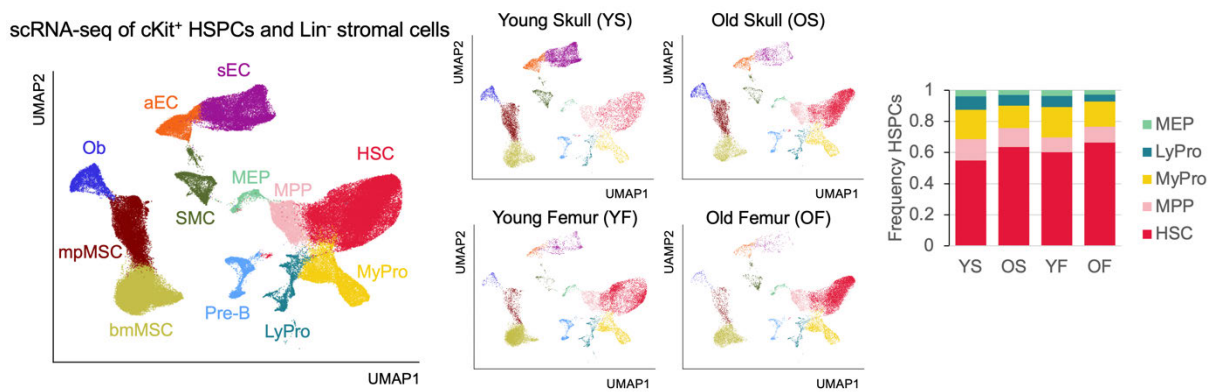 scRNA-seq of cKit⁺ HSPCs and Lin⁻ stromal cells
UMAP2
sEC
aEC
Ob
HSC
MEP
MPP
SMC
mpMSC
MyPro
Pre-B
bmMSC
LyPro
UMAP1
Young Skull (YS)
UMAP2
UMAP1
Old Skull (OS)
UMAP2
UMAP1
Young Femur (YF)
UMAP2
UMAP1
Old Femur (OF)
UAMP2
UMAP1
Frequency HSPCs
1
0.8
0.6
0.4
0.2
0
YS OS YF OF
MEP
LyPro
MyPro
MPP
HSC